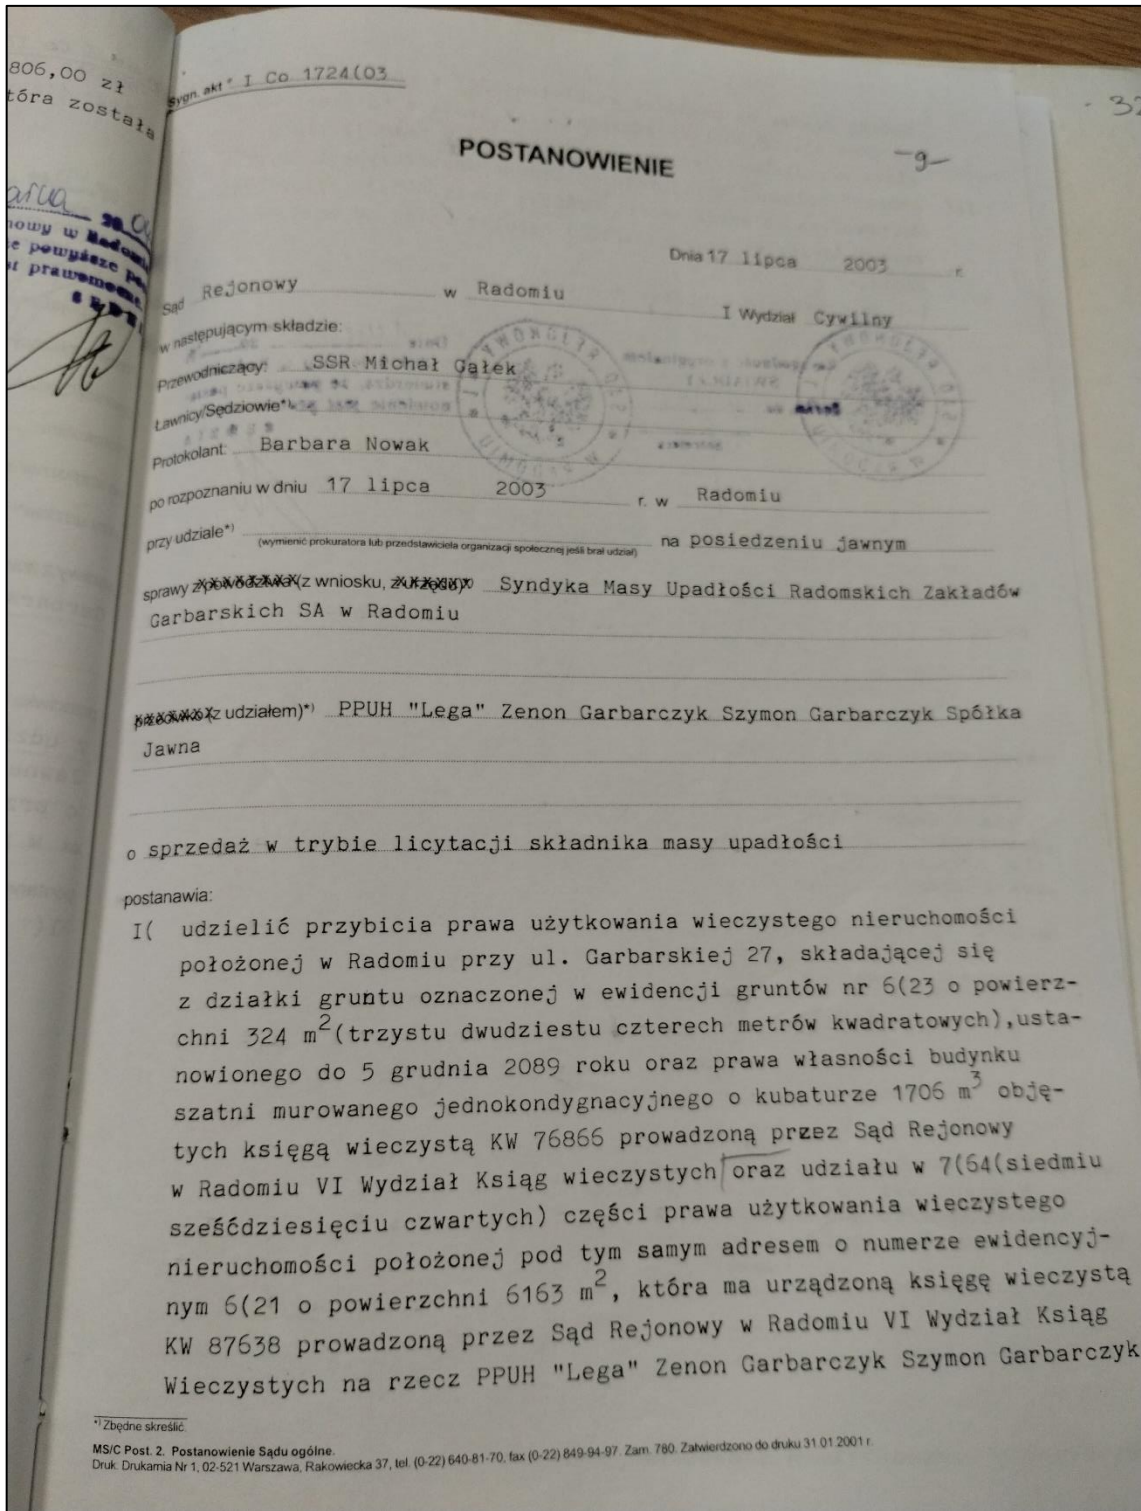 806,00 zł
tóra została
Sygn. akt * I Co 1724(03
32
POSTANOWIENIE
-9-
Dnia 17 lipca 2003 r.
Sąd Rejonowy w Radomiu
I Wydział Cywilny
w następującym składzie:
Przewodniczący: SSR Michał Gałek
Ławnicy/Sędziowie*)
Protokolant: Barbara Nowak
po rozpoznaniu w dniu 17 lipca 2003 r. w Radomiu
przy udziale*) na posiedzeniu jawnym
(wymienić prokuratora lub przedstawiciela organizacji społecznej jeśli brał udział)
sprawy z powództwa (z wniosku, z urzędu)*) Syndyka Masy Upadłości Radomskich Zakładów
Garbarskich SA w Radomiu
przeciwko (z udziałem)*) PPUH "Lega" Zenon Garbarczyk Szymon Garbarczyk Spółka
Jawna
o sprzedaż w trybie licytacji składnika masy upadłości
postanawia:
I( udzielić przybicia prawa użytkowania wieczystego nieruchomości
położonej w Radomiu przy ul. Garbarskiej 27, składającej się
z działki gruntu oznaczonej w ewidencji gruntów nr 6(23 o powierz-
chni 324 m² (trzystu dwudziestu czterech metrów kwadratowych),usta-
nowionego do 5 grudnia 2089 roku oraz prawa własności budynku
szatni murowanego jednokondygnacyjnego o kubaturze 1706 m³ obję-
tych księgą wieczystą KW 76866 prowadzoną przez Sąd Rejonowy
w Radomiu VI Wydział Ksiąg wieczystych oraz udziału w 7(64(siedmiu
sześćdziesięciu czwartych) części prawa użytkowania wieczystego
nieruchomości położonej pod tym samym adresem o numerze ewidencyj-
nym 6(21 o powierzchni 6163 m², która ma urządzoną księgę wieczystą
KW 87638 prowadzoną przez Sąd Rejonowy w Radomiu VI Wydział Ksiąg
Wieczystych na rzecz PPUH "Lega" Zenon Garbarczyk Szymon Garbarczyk
*) Zbędne skreślić.
MS/C Post. 2. Postanowienie Sądu ogólne.
Druk: Drukarnia Nr 1, 02-521 Warszawa, Rakowiecka 37, tel. (0-22) 640-81-70, fax (0-22) 849-94-97. Zam. 780. Zatwierdzono do druku 31.01.2001 r.